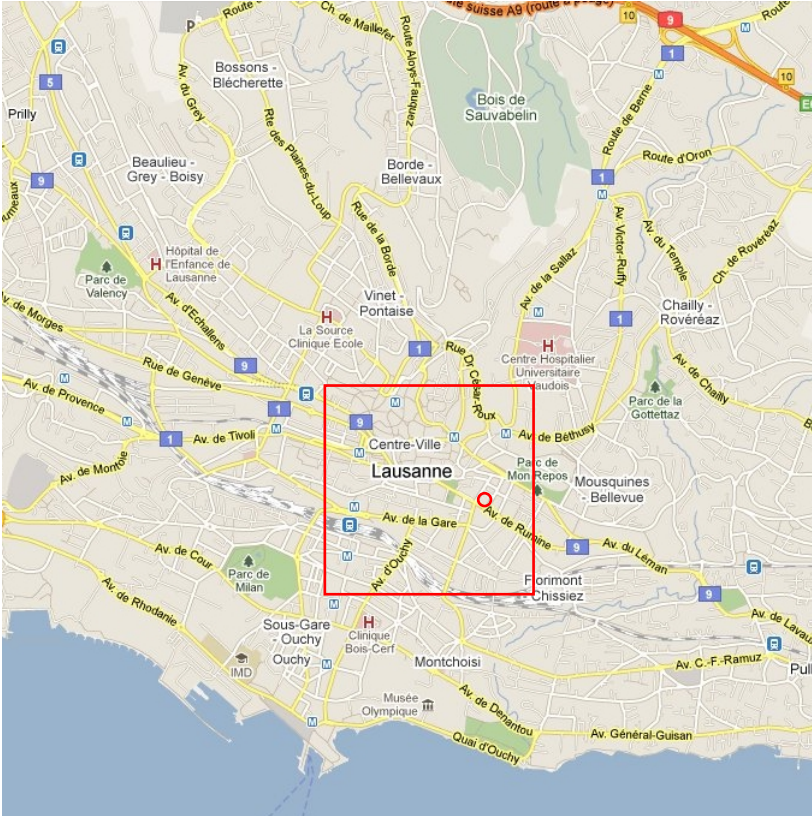 te suisse A9 (route à péage)
Route
Ch. de Maillefer
Route Aloys-Fauquez
10
9
Route
P
1
Av. du Grey
Bossons -
Blécherette
5
10
Rte des Plaines-du-Loup
Bois de
Sauvabelin
Route de Berne
Prilly
Route d'Oron
Beaulieu -
Grey - Boisy
Borde -
Bellevaux
1
9
Rue de la Borde
Av. Victor-Ruffy
Av. du Temple
Ch. de Rovéréaz
H Hôpital de
l'Enfance de
Lausanne
Av. de la Sallaz
Parc de
Valency
Av. d'Echallens
Vinet -
Pontaise
Chailly -
Rovéréaz
v. de Morges
H
La Source
Clinique Ecole
1
1
H
Centre Hospitalier
Universitaire
Vaudois
Rue Dr César-Roux
Rue de Genève
9
Av. de Chailly
Av. de Provence
Parc de la
Gottettaz
1
9
1
Av. de Tivoli
Centre-Ville
Av. de Béthusy
Lausanne
Parc de
Mon Repos
Mousquines
- Bellevue
Av. de Montoie
Av. de la Gare
Av. de Rumine
9
Av. du Léman
Av. de Cour
Av. d'Ouchy
Parc de
Milan
Florimont
- Chissiez
9
Av. de Rhodanie
Av. de Lavau
Sous-Gare
- Ouchy
H
Clinique
Bois-Cerf
Ouchy
IMD
Montchoisi
Av. C.-F.-Ramuz
Pull
Musée
Olympique
Av. de Denantou
Quai d'Ouchy
Av. Général-Guisan